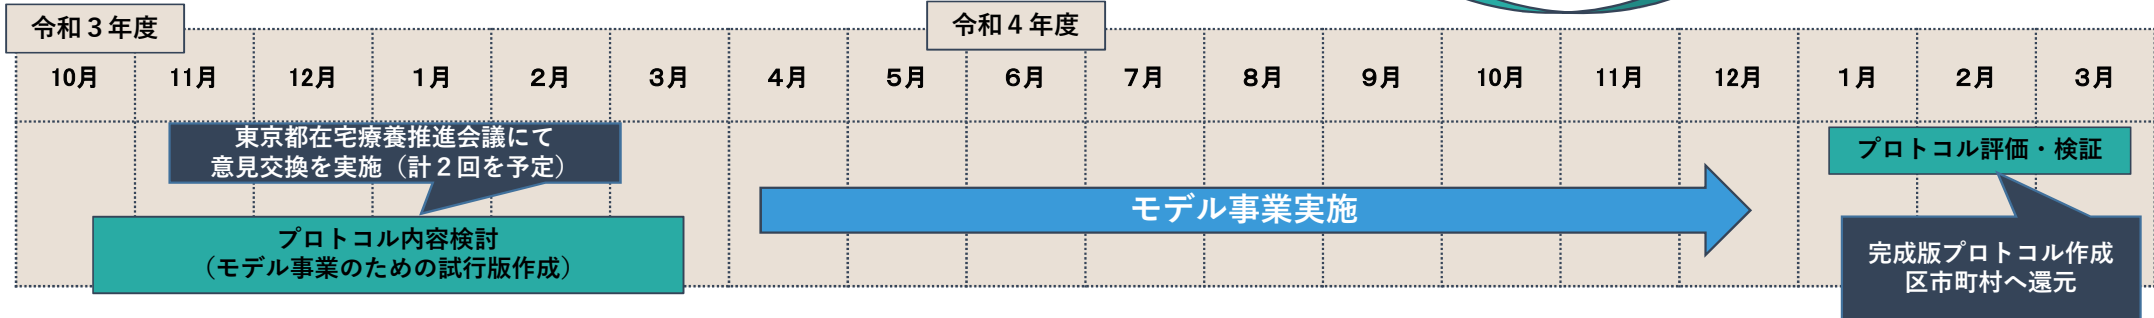 令和３年度
令和４年度
10月 11月 12月 １月 ２月 ３月 ４月 ５月 ６月 ７月 ８月 ９月 10月 11月 12月 １月 ２月 ３月
東京都在宅療養推進会議にて
意見交換を実施（計２回を予定）
プロトコル内容検討
（モデル事業のための試行版作成）
モデル事業実施
プロトコル評価・検証
完成版プロトコル作成
区市町村へ還元